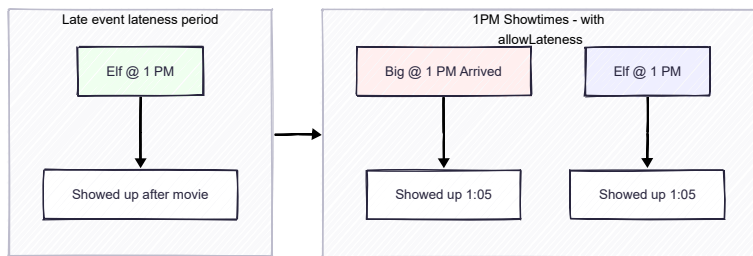 Late event lateness period
Elf @ 1 PM
Showed up after movie
1PM Showtimes - with
allowLateness
Big @ 1 PM Arrived
Elf @ 1 PM
Showed up 1:05
Showed up 1:05